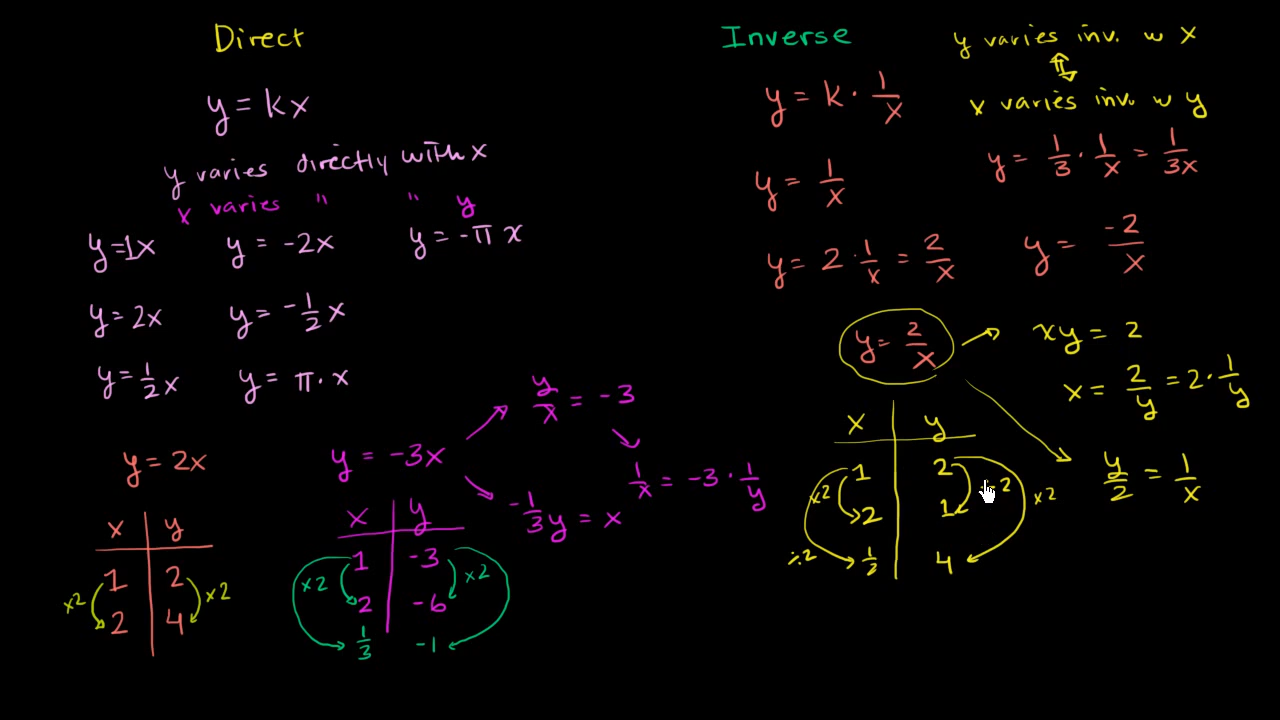 Direct
y = kx
y varies directly with x
x varies " " y
y = 1x y = -2x y = -π x
y = 2x y = -1/2 x
y = 1/2 x y = π · x
y = 2x
x y
1 2
2 4
x2 x2
y = -3x
y/x = -3
1/x = -3 · 1/y
-1/3 y = x
x y
1 -3
2 -6
1/3 -1
x2 x2
Inverse
y varies inv. w x
x varies inv. w y
y = k · 1/x
y = 1/3 · 1/x = 1/3x
y = 1/x
y = 2 · 1/x = 2/x
y = -2/x
y = 2/x
xy = 2
x = 2/y = 2 · 1/y
y/2 = 1/x
x y
1 2
2 1
1/2 4
x2 ÷2 x2
÷2